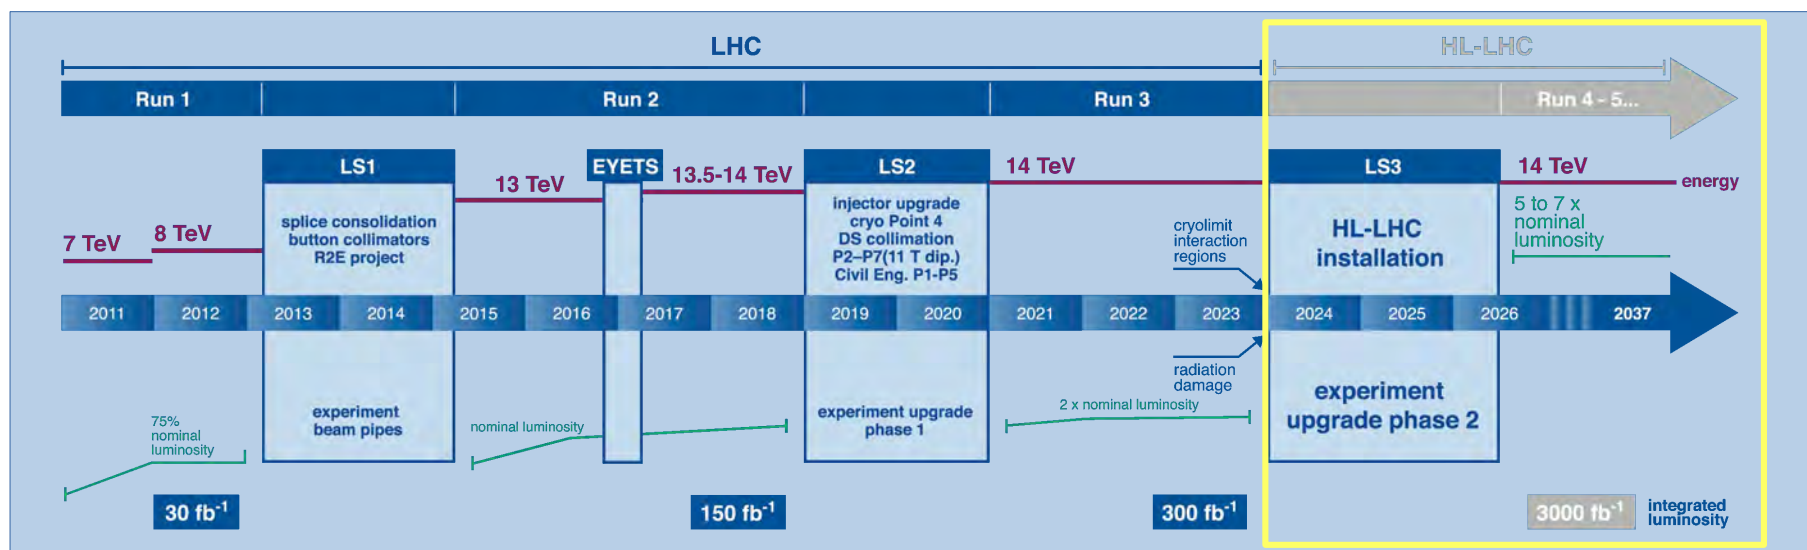 LHC
HL-LHC
Run 1
Run 2
Run 3
Run 4 - 5...
LS1
EYETS
LS2
LS3
7 TeV
8 TeV
13 TeV
13.5-14 TeV
14 TeV
14 TeV
energy
splice consolidation
button collimators
R2E project
injector upgrade
cryo Point 4
DS collimation
P2–P7(11 T dip.)
Civil Eng. P1-P5
cryolimit
interaction
regions
HL-LHC
installation
5 to 7 x
nominal
luminosity
2011
2012
2013
2014
2015
2016
2017
2018
2019
2020
2021
2022
2023
2024
2025
2026
2037
radiation
damage
75%
nominal
luminosity
experiment
beam pipes
nominal luminosity
experiment upgrade
phase 1
2 x nominal luminosity
experiment
upgrade phase 2
30 fb⁻¹
150 fb⁻¹
300 fb⁻¹
3000 fb⁻¹
integrated
luminosity